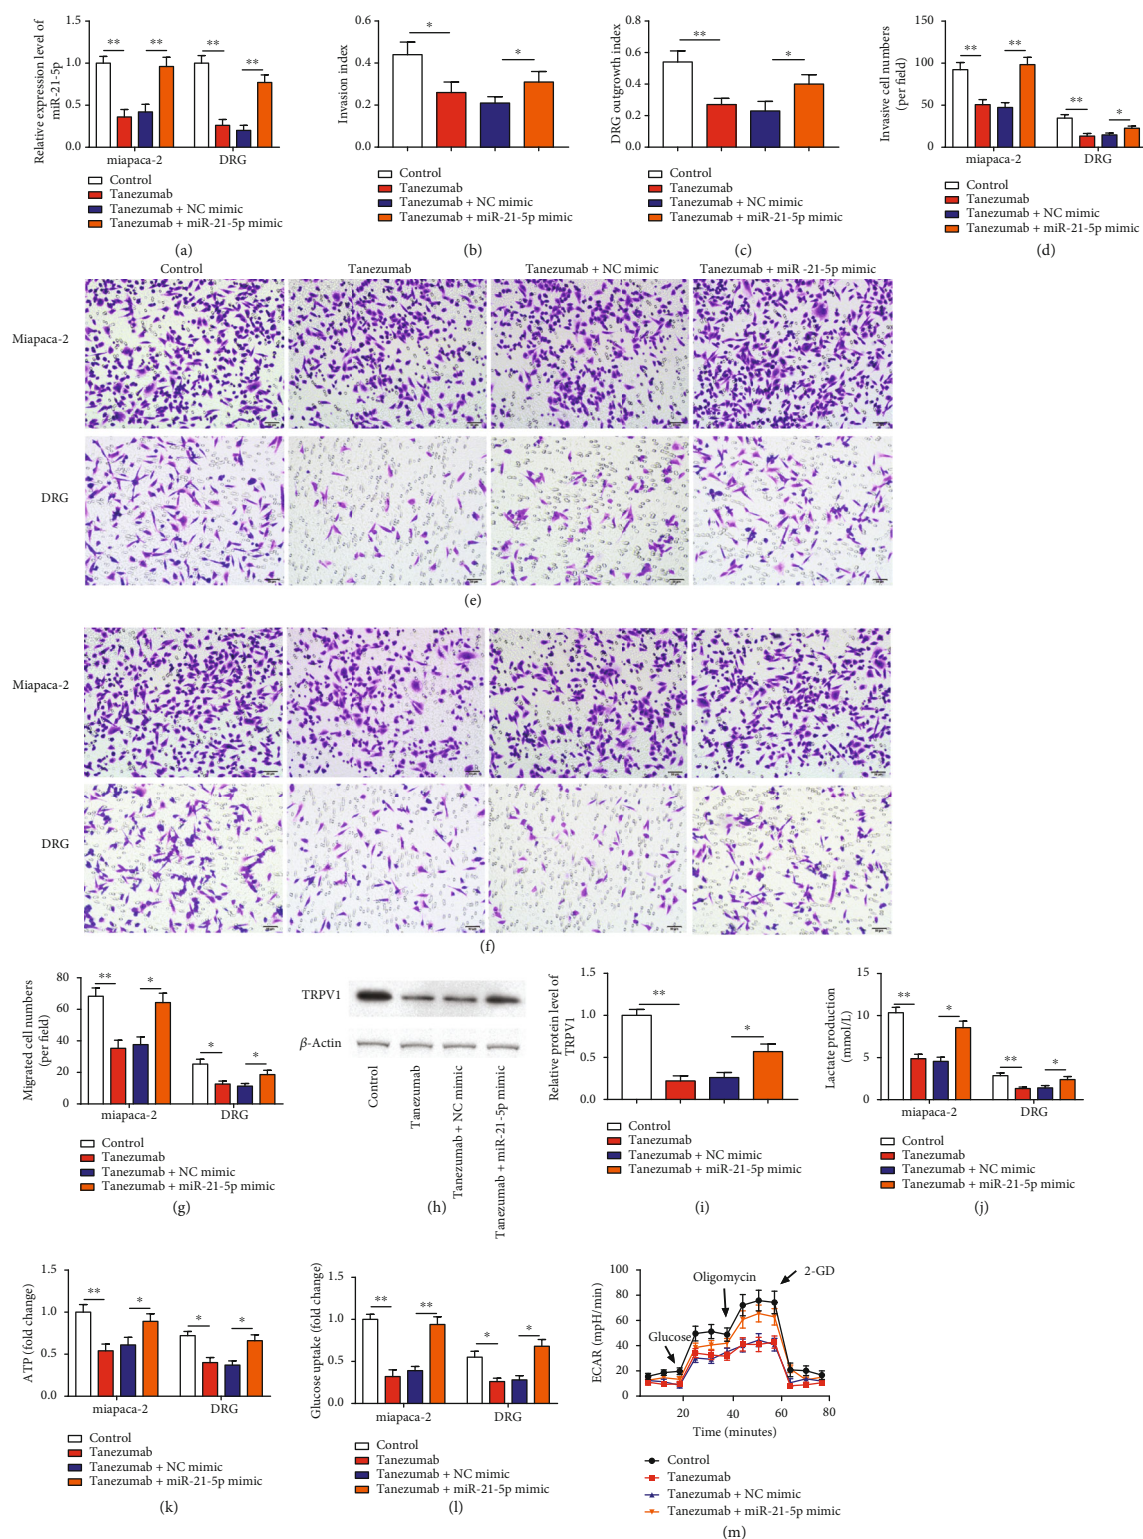 Relative expression level of
miR-21-5p
1.5
1.0
0.5
0.0
** ** **
**
miapaca-2 DRG
Control
Tanezumab
Tanezumab + NC mimic
Tanezumab + miR-21-5p mimic
(a)
Invasion index
0.6
0.4
0.2
0.0
*
*
Control
Tanezumab
Tanezumab + NC mimic
Tanezumab + miR-21-5p mimic
(b)
DRG outgrowth index
0.8
0.6
0.4
0.2
0.0
**
*
Control
Tanezumab
Tanezumab + NC mimic
Tanezumab + miR-21-5p mimic
(c)
Invasive cell numbers
(per field)
150
100
50
0
** **
** *
miapaca-2 DRG
Control
Tanezumab
Tanezumab + NC mimic
Tanezumab + miR-21-5p mimic
(d)
Control Tanezumab Tanezumab + NC mimic Tanezumab + miR -21-5p mimic
Miapaca-2
DRG
(e)
Miapaca-2
DRG
(f)
Migrated cell numbers
(per field)
80
60
40
20
0
** *
* *
miapaca-2 DRG
Control
Tanezumab
Tanezumab + NC mimic
Tanezumab + miR-21-5p mimic
(g)
TRPV1
β-Actin
Control
Tanezumab
Tanezumab + NC mimic
Tanezumab + miR-21-5p mimic
(h)
Relative protein level of
TRPV1
1.5
1.0
0.5
0.0
**
*
Control
Tanezumab
Tanezumab + NC mimic
Tanezumab + miR-21-5p mimic
(i)
Lactate production
(mmol/L)
15
10
5
0
** *
** *
miapaca-2 DRG
Control
Tanezumab
Tanezumab + NC mimic
Tanezumab + miR-21-5p mimic
(j)
ATP (fold change)
1.5
1.0
0.5
0.0
** *
* *
miapaca-2 DRG
Control
Tanezumab
Tanezumab + NC mimic
Tanezumab + miR-21-5p mimic
(k)
Glucose uptake (fold change)
1.5
1.0
0.5
0.0
** **
* *
miapaca-2 DRG
Control
Tanezumab
Tanezumab + NC mimic
Tanezumab + miR-21-5p mimic
(l)
ECAR (mpH/min)
100
80
60
40
20
0
Glucose
Oligomycin
2-GD
20 40 60 80
Time (minutes)
Control
Tanezumab
Tanezumab + NC mimic
Tanezumab + miR-21-5p mimic
(m)